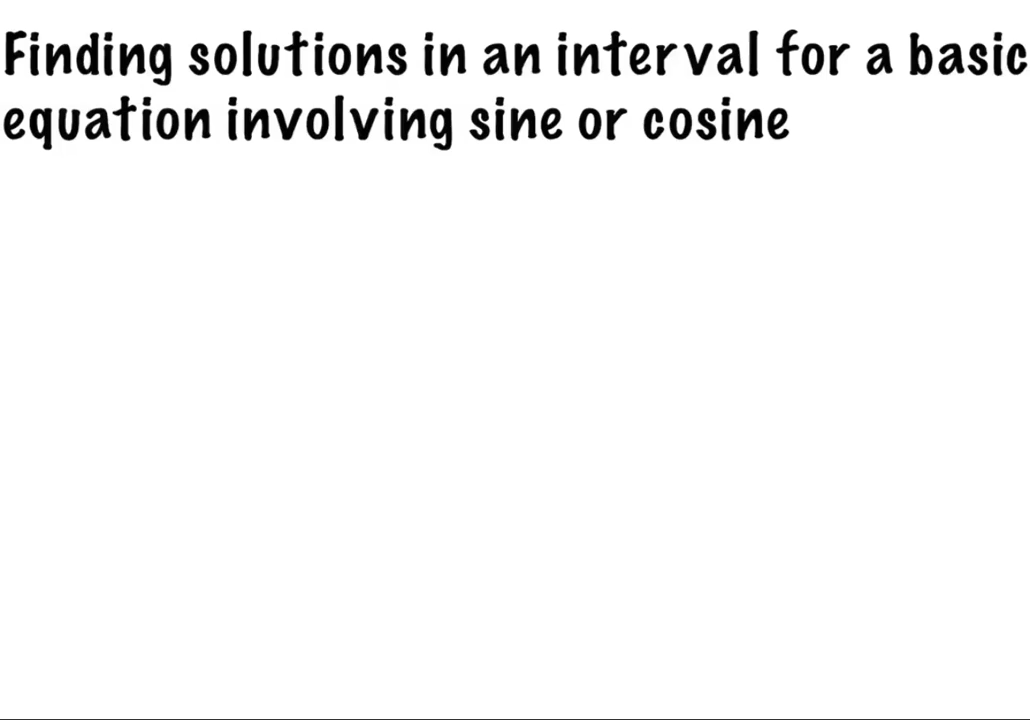 Finding solutions in an interval for a basic
equation involving sine or cosine